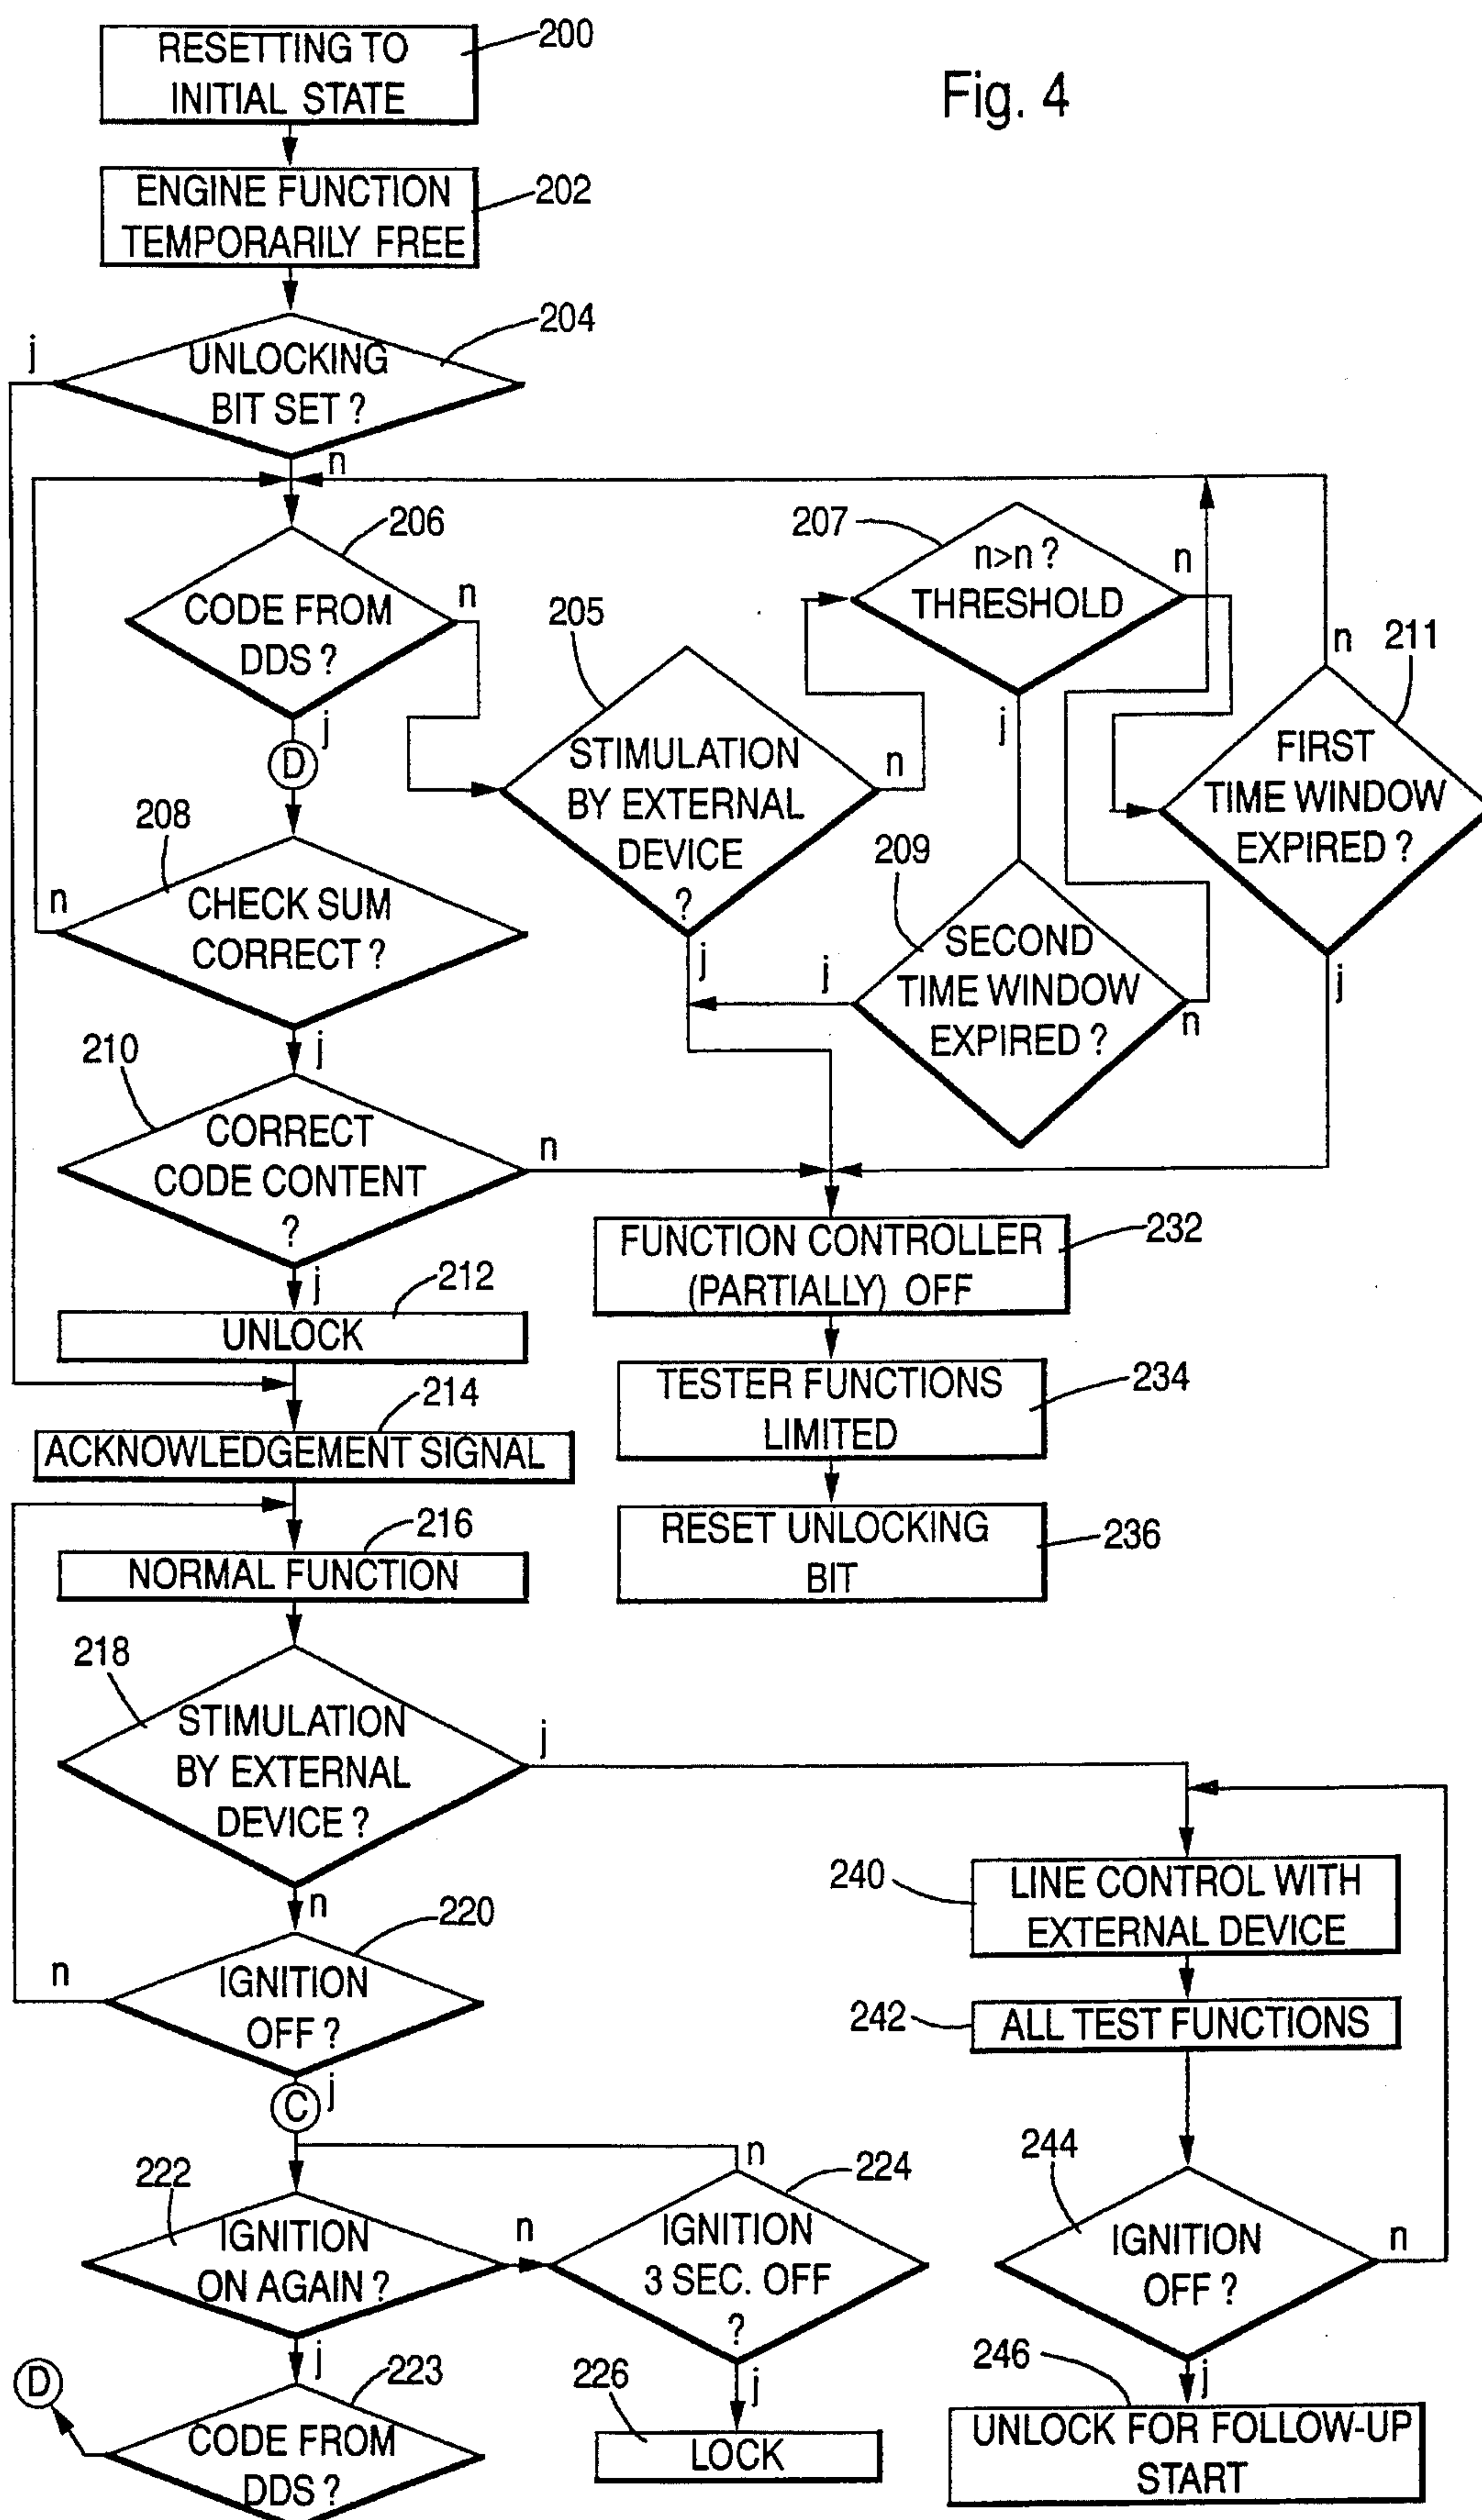 Fig. 4
RESETTING TO
INITIAL STATE
200
ENGINE FUNCTION
TEMPORARILY FREE
202
UNLOCKING
BIT SET ?
204
j
n
CODE FROM
DDS ?
206
n
j
D
STIMULATION
BY EXTERNAL
DEVICE
?
205
n
j
n>n ?
THRESHOLD
207
n
j
SECOND
TIME WINDOW
EXPIRED ?
209
j
n
FIRST
TIME WINDOW
EXPIRED ?
211
n
j
CHECK SUM
CORRECT ?
208
n
j
CORRECT
CODE CONTENT
?
210
n
j
UNLOCK
212
ACKNOWLEDGEMENT SIGNAL
214
NORMAL FUNCTION
216
FUNCTION CONTROLLER
(PARTIALLY) OFF
232
TESTER FUNCTIONS
LIMITED
234
RESET UNLOCKING
BIT
236
STIMULATION
BY EXTERNAL
DEVICE ?
218
j
n
IGNITION
OFF ?
220
n
j
C
LINE CONTROL WITH
EXTERNAL DEVICE
240
ALL TEST FUNCTIONS
242
IGNITION
OFF ?
244
n
j
UNLOCK FOR FOLLOW-UP
START
246
IGNITION
ON AGAIN ?
222
n
j
IGNITION
3 SEC. OFF
?
224
n
j
LOCK
226
CODE FROM
DDS ?
223
D